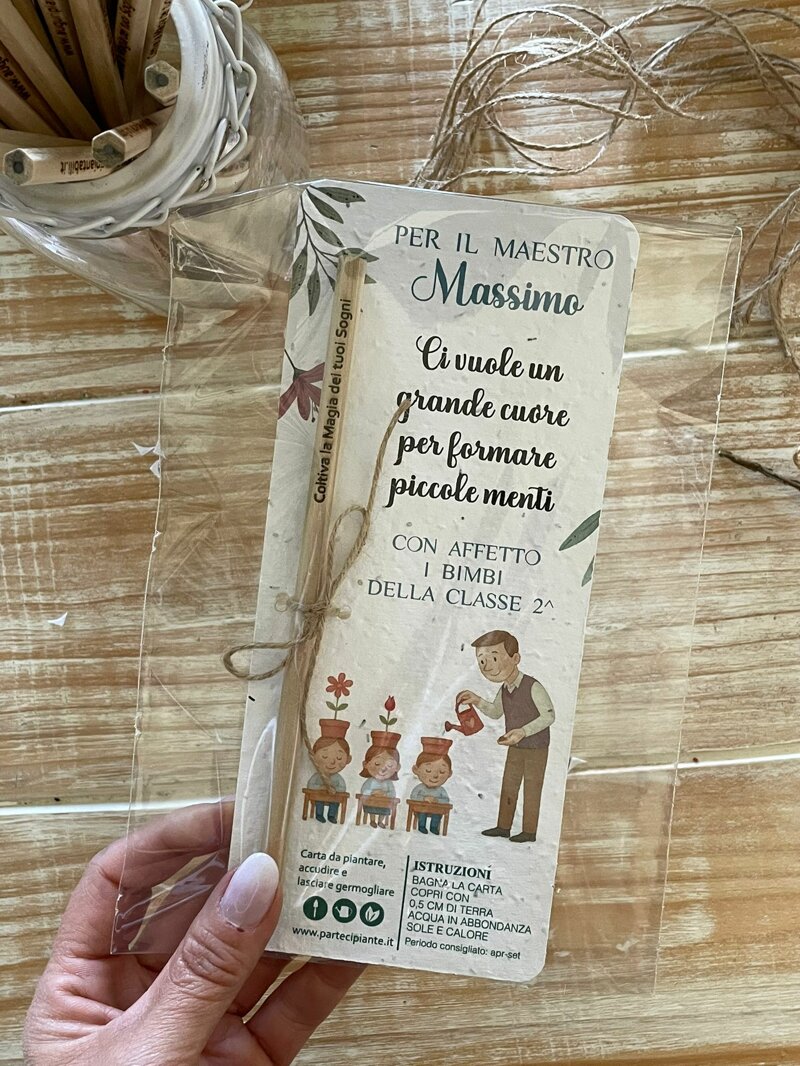 PER IL MAESTRO
Massimo
Ci vuole un
grande cuore
per formare
piccole menti
CON AFFETTO
I BIMBI
DELLA CLASSE 2^
Coltiva la Magia dei tuoi Sogni
Carta da piantare,
accudire e
lasciare germogliare
www.partecipiante.it
ISTRUZIONI
BAGNA LA CARTA
COPRI CON
0,5 CM DI TERRA
ACQUA IN ABBONDANZA
SOLE E CALORE
Periodo consigliato: apr-set